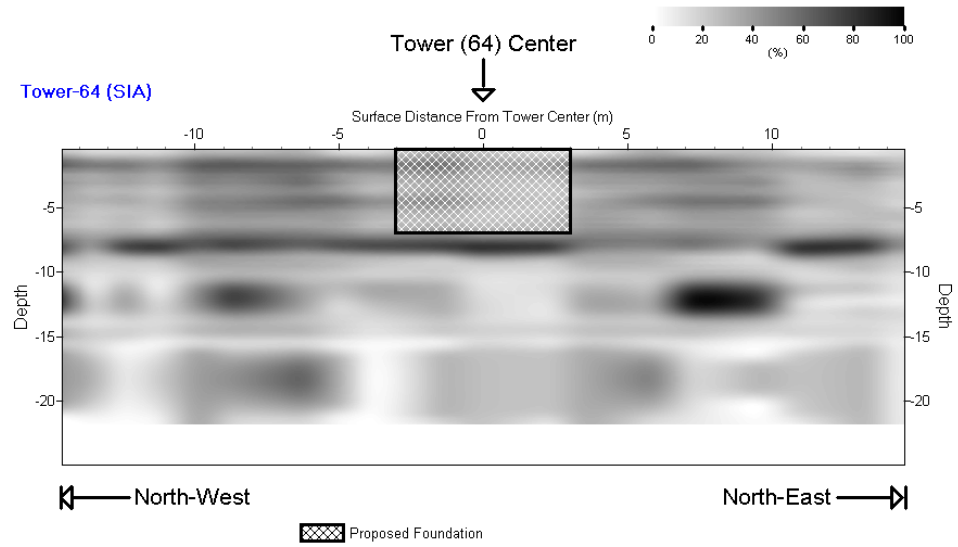 0 20 40 60 80 100
(%)
Tower (64) Center
Tower-64 (SIA)
Surface Distance From Tower Center (m)
-10 -5 0 5 10
-5 -5
-10 -10
Depth Depth
-15 -15
-20 -20
North-West North-East
Proposed Foundation